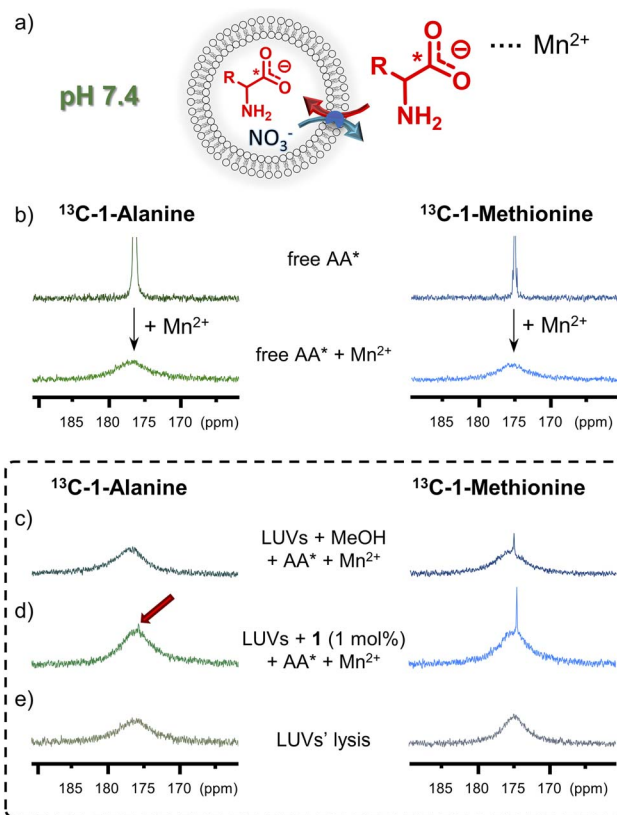 a)
pH 7.4
R
*
O
⊖
O
NH₂
NO₃⁻
R
*
O
⊖
O
NH₂
···· Mn²⁺
b)
¹³C-1-Alanine
¹³C-1-Methionine
free AA*
+ Mn²⁺
+ Mn²⁺
free AA* + Mn²⁺
185 180 175 170 (ppm)
185 180 175 170 (ppm)
¹³C-1-Alanine
¹³C-1-Methionine
c)
LUVs + MeOH
+ AA* + Mn²⁺
d)
LUVs + 1 (1 mol%)
+ AA* + Mn²⁺
e)
LUVs' lysis
185 180 175 170 (ppm)
185 180 175 170 (ppm)